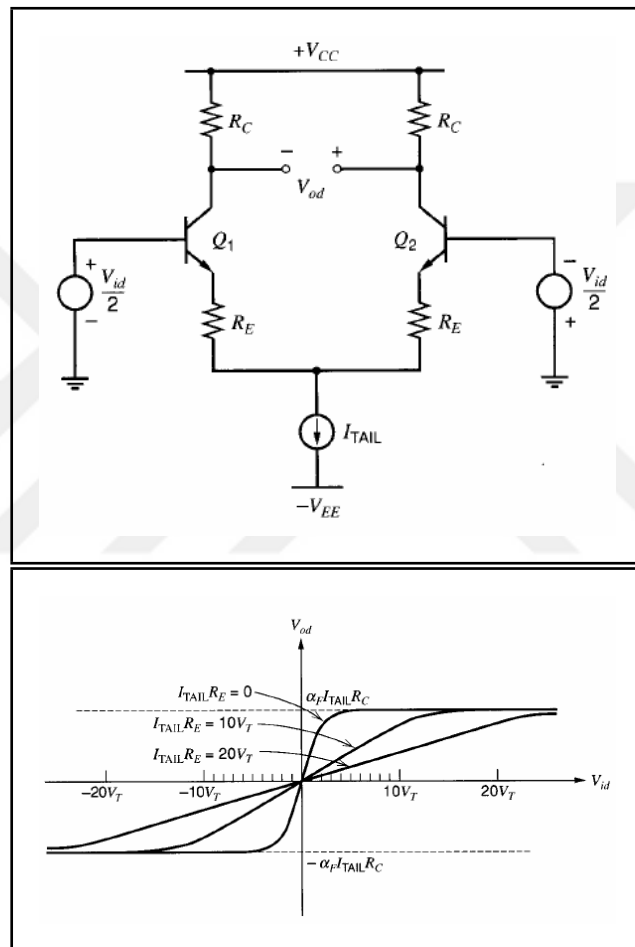 +V_CC
R_C
R_C
− +
V_od
Q_1
Q_2
+
V_id/2
−
−
V_id/2
+
R_E
R_E
I_TAIL
−V_EE
V_od
I_TAIL R_E = 0
α_F I_TAIL R_C
I_TAIL R_E = 10V_T
I_TAIL R_E = 20V_T
−20V_T
−10V_T
10V_T
20V_T
V_id
− α_F I_TAIL R_C